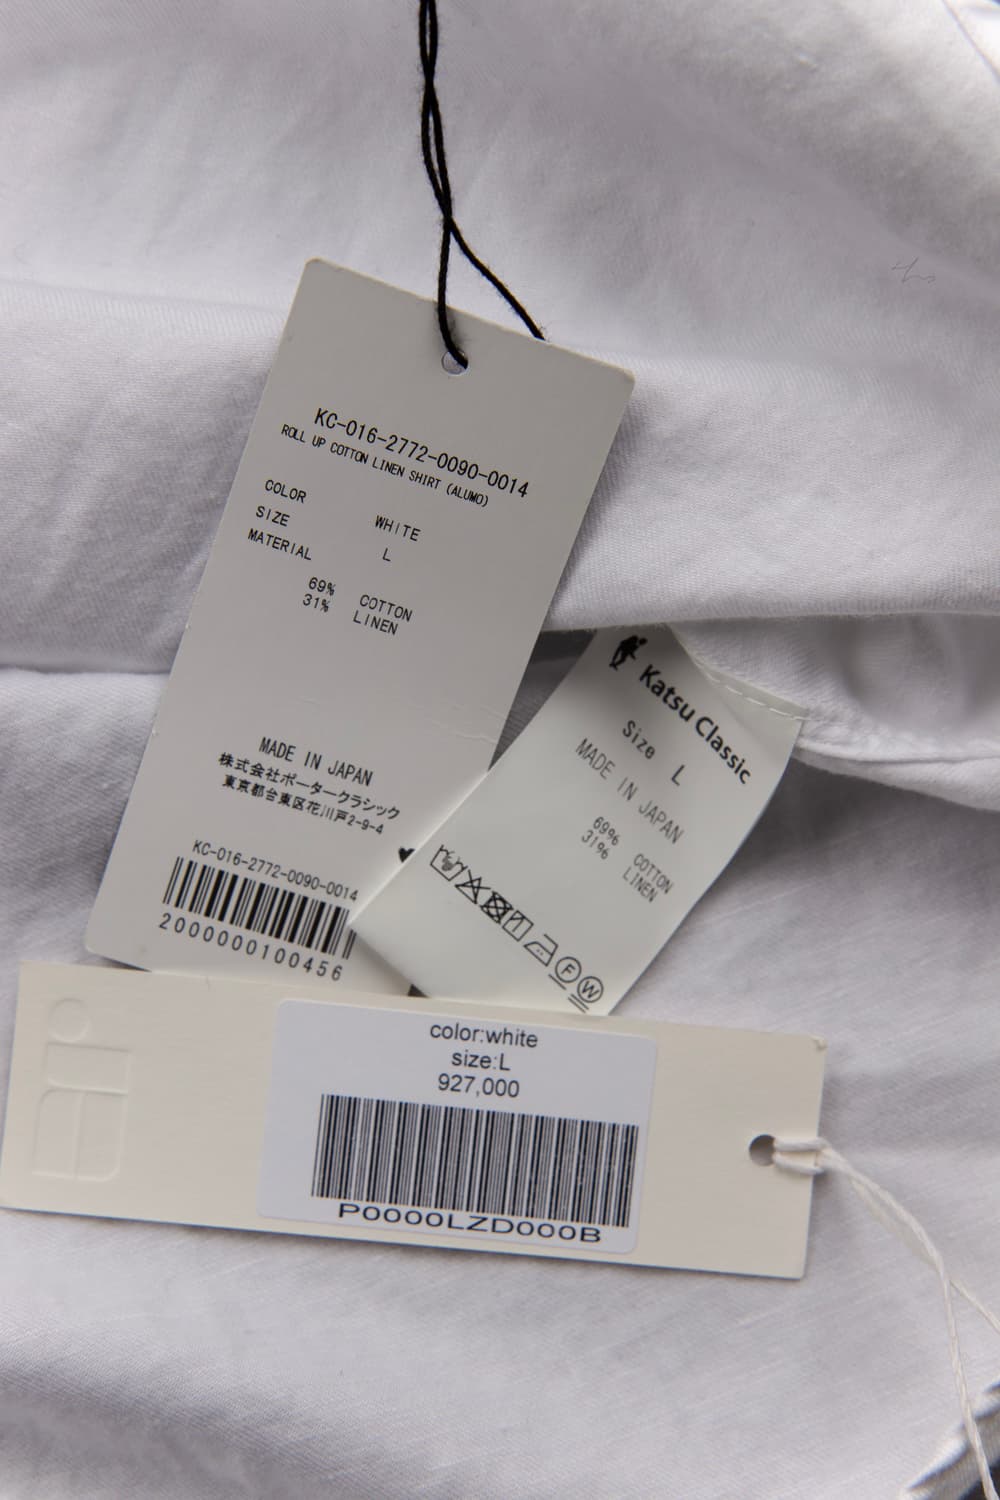 KC-016-2772-0090-0014
ROLL UP COTTON LINEN SHIRT (ALUMO)
COLOR WHITE
SIZE L
MATERIAL
69% COTTON
31% LINEN
MADE IN JAPAN
株式会社ポータークラシック
東京都台東区花川戸2-9-4
KC-016-2772-0090-0014
2000000100456
Katsu Classic
Size L
MADE IN JAPAN
69% COTTON
31% LINEN
F W
color:white
size:L
927,000
P0000LZD000B